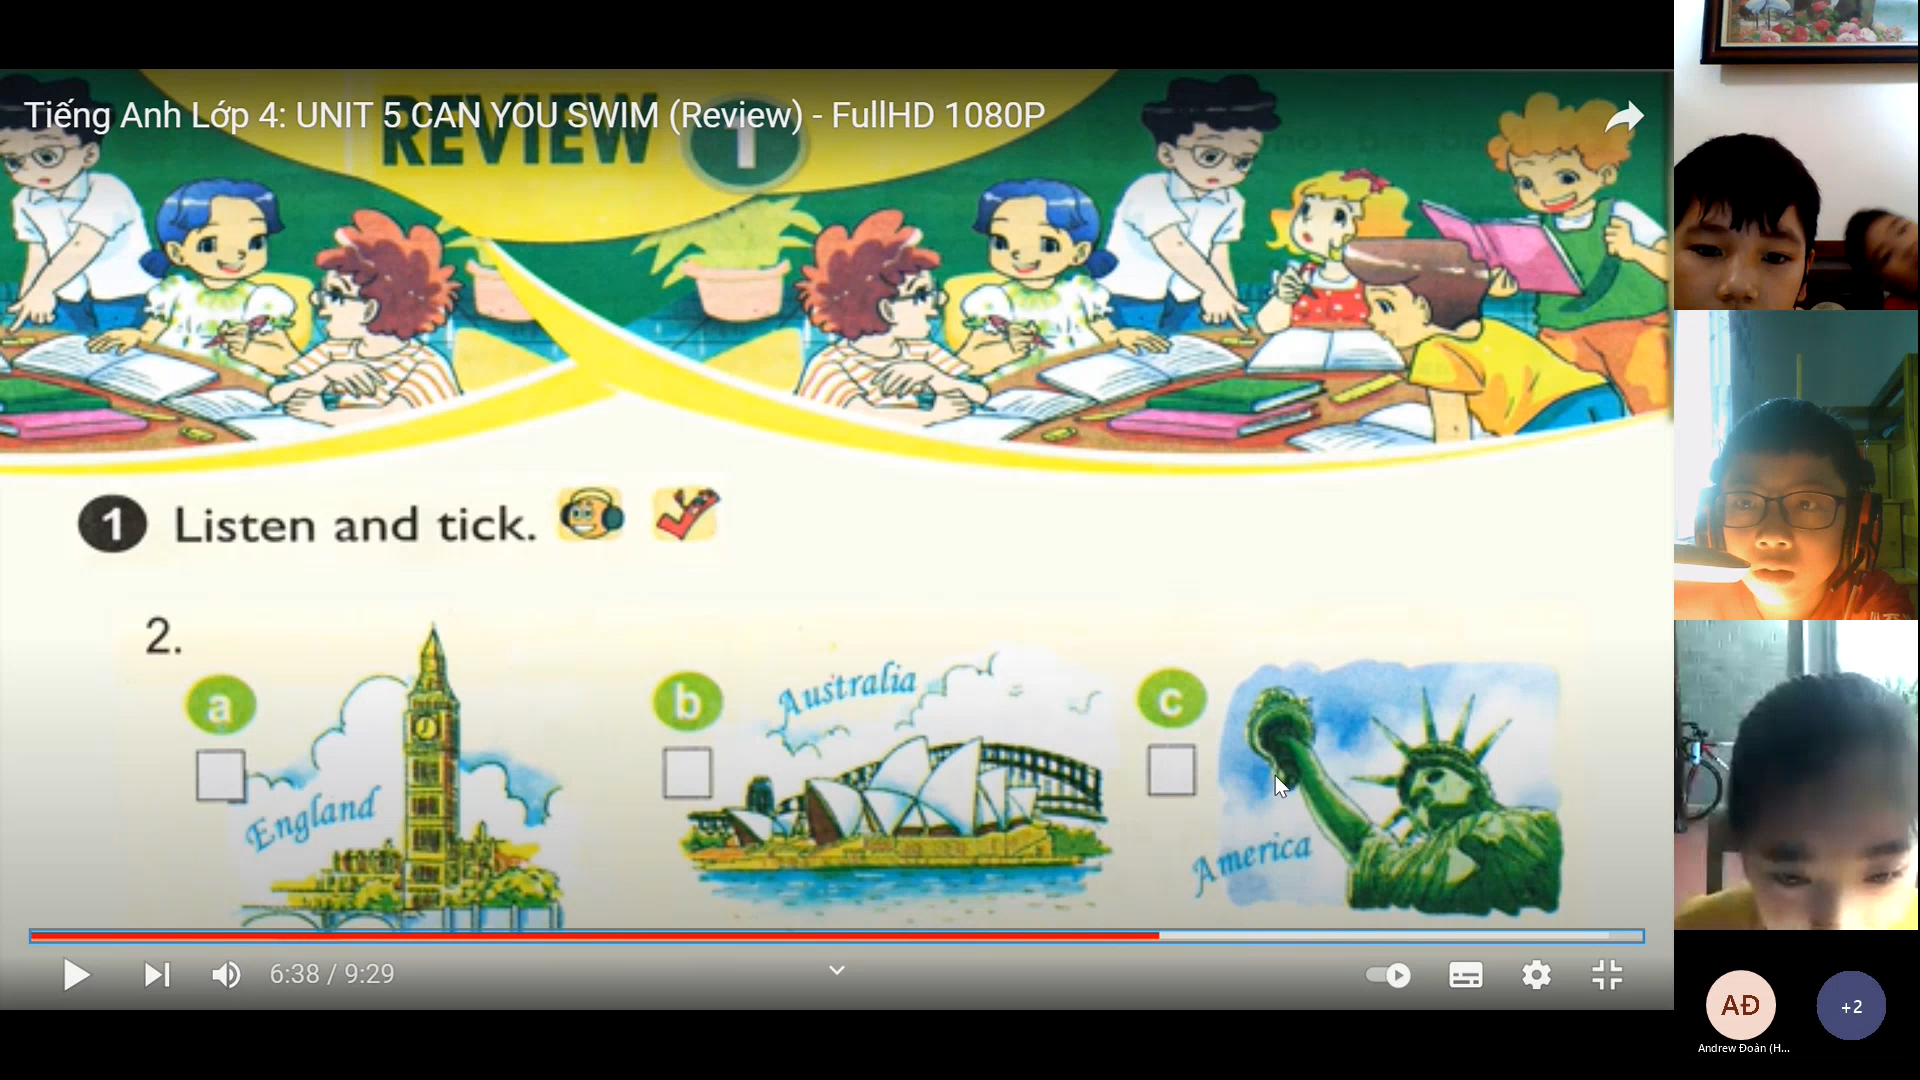 Tiếng Anh Lớp 4: UNIT 5 CAN YOU SWIM (Review) - FullHD 1080P
REVIEW 1
1 Listen and tick.
2.
a
b
c
England
Australia
America
6:38 / 9:29
AĐ
+2
Andrew Đoàn (H...